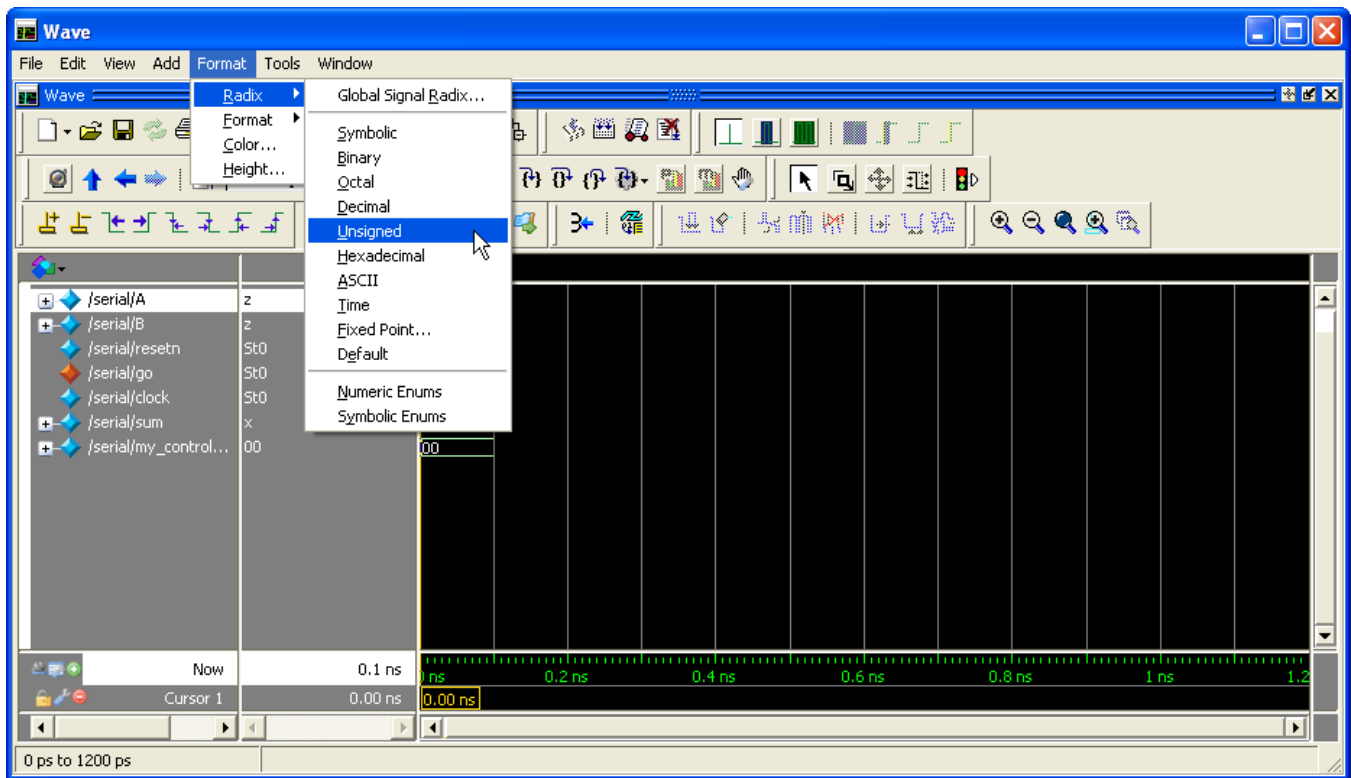 Wave
File Edit View Add Format Tools Window
Wave
Radix
Format
Color...
Height...
Global Signal Radix...
Symbolic
Binary
Octal
Decimal
Unsigned
Hexadecimal
ASCII
Time
Fixed Point...
Default
Numeric Enums
Symbolic Enums
/serial/A z
/serial/B z
/serial/resetn St0
/serial/go St0
/serial/clock St0
/serial/sum x
/serial/my_control... 00 00
Now 0.1 ns ns 0.2 ns 0.4 ns 0.6 ns 0.8 ns 1 ns 1.2
Cursor 1 0.00 ns 0.00 ns
0 ps to 1200 ps